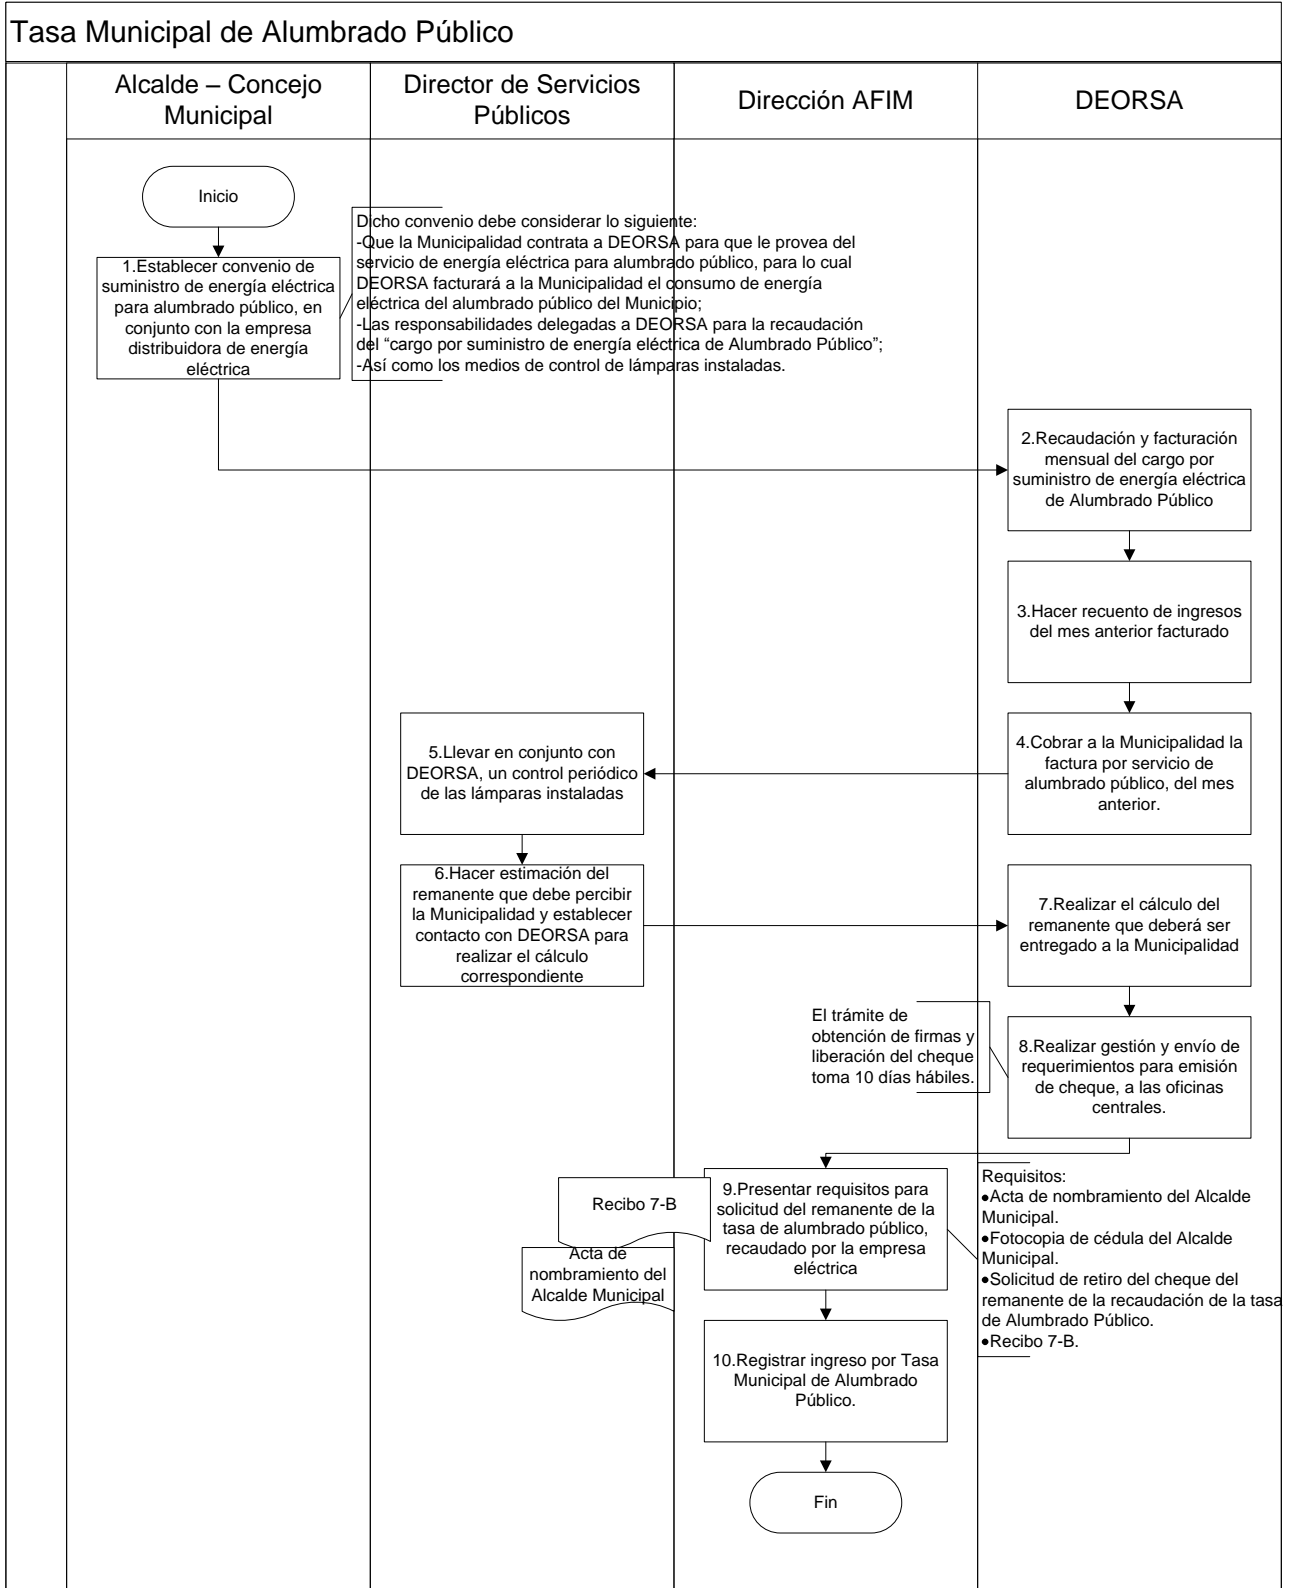 Tasa Municipal de Alumbrado Público
Alcalde – Concejo
Municipal
Director de Servicios
Públicos
Dirección AFIM
DEORSA
Inicio
1.Establecer convenio de
suministro de energía eléctrica
para alumbrado público, en
conjunto con la empresa
distribuidora de energía
eléctrica
Dicho convenio debe considerar lo siguiente:
-Que la Municipalidad contrata a DEORSA para que le provea del
servicio de energía eléctrica para alumbrado público, para lo cual
DEORSA facturará a la Municipalidad el consumo de energía
eléctrica del alumbrado público del Municipio;
-Las responsabilidades delegadas a DEORSA para la recaudación
del “cargo por suministro de energía eléctrica de Alumbrado Público”;
-Así como los medios de control de lámparas instaladas.
2.Recaudación y facturación
mensual del cargo por
suministro de energía eléctrica
de Alumbrado Público
3.Hacer recuento de ingresos
del mes anterior facturado
4.Cobrar a la Municipalidad la
factura por servicio de
alumbrado público, del mes
anterior.
5.Llevar en conjunto con
DEORSA, un control periódico
de las lámparas instaladas
6.Hacer estimación del
remanente que debe percibir
la Municipalidad y establecer
contacto con DEORSA para
realizar el cálculo
correspondiente
7.Realizar el cálculo del
remanente que deberá ser
entregado a la Municipalidad
El trámite de
obtención de firmas y
liberación del cheque
toma 10 días hábiles.
8.Realizar gestión y envío de
requerimientos para emisión
de cheque, a las oficinas
centrales.
Recibo 7-B
Acta de
nombramiento del
Alcalde Municipal
9.Presentar requisitos para
solicitud del remanente de la
tasa de alumbrado público,
recaudado por la empresa
eléctrica
Requisitos:
•Acta de nombramiento del Alcalde
Municipal.
•Fotocopia de cédula del Alcalde
Municipal.
•Solicitud de retiro del cheque del
remanente de la recaudación de la tasa
de Alumbrado Público.
•Recibo 7-B.
10.Registrar ingreso por Tasa
Municipal de Alumbrado
Público.
Fin